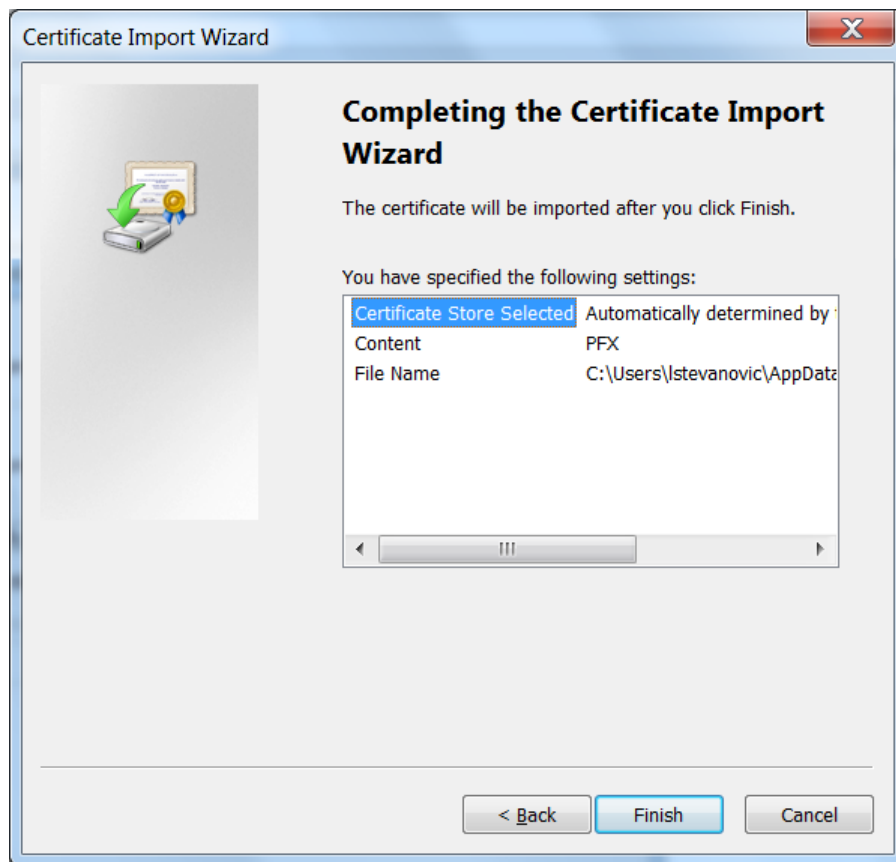 Certificate Import Wizard
Completing the Certificate Import
Wizard
The certificate will be imported after you click Finish.
You have specified the following settings:
Certificate Store Selected Automatically determined by
Content PFX
File Name C:\Users\lstevanovic\AppData
< Back Finish Cancel